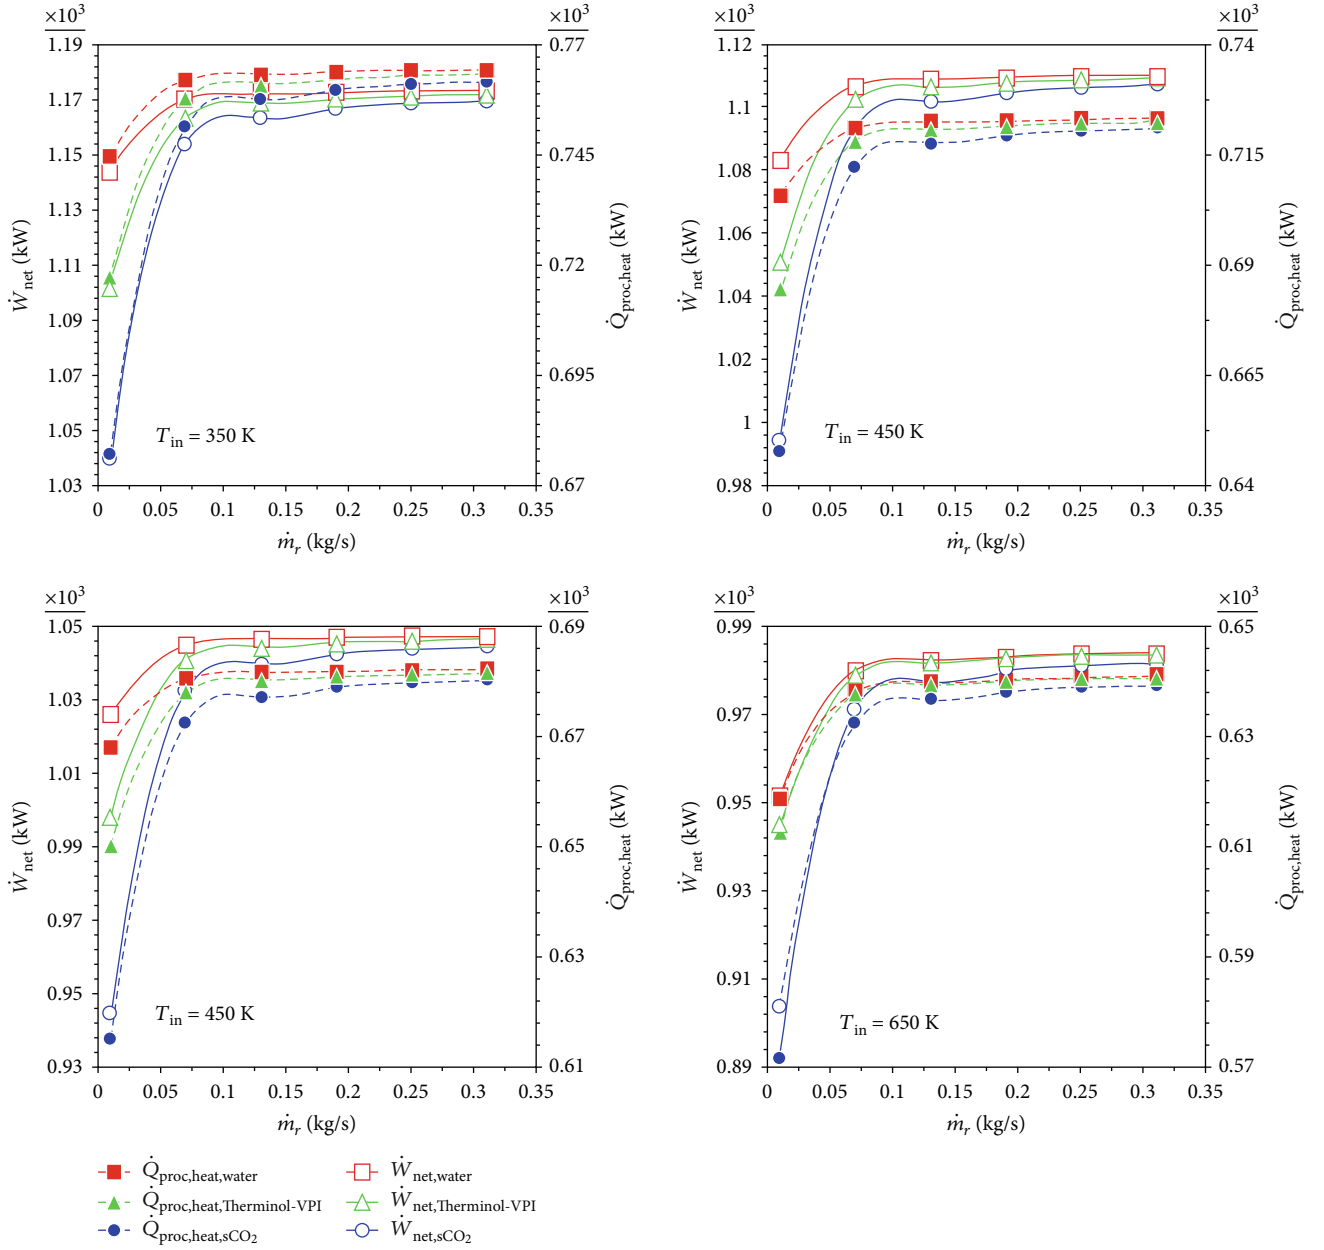 ×10³ ×10³
1.19
1.17
1.15
1.13
1.11
1.09
1.07
1.05
1.03
Ẇnet (kW)
0.77
0.745
0.72
0.695
0.67
Q̇proc,heat (kW)
Tin = 350 K
0 0.05 0.1 0.15 0.2 0.25 0.3 0.35
ṁr (kg/s)
×10³ ×10³
1.12
1.1
1.08
1.06
1.04
1.02
1
0.98
Ẇnet (kW)
0.74
0.715
0.69
0.665
0.64
Q̇proc,heat (kW)
Tin = 450 K
0 0.05 0.1 0.15 0.2 0.25 0.3 0.35
ṁr (kg/s)
×10³ ×10³
1.05
1.03
1.01
0.99
0.97
0.95
0.93
Ẇnet (kW)
0.69
0.67
0.65
0.63
0.61
Q̇proc,heat (kW)
Tin = 450 K
0 0.05 0.1 0.15 0.2 0.25 0.3 0.35
ṁr (kg/s)
×10³ ×10³
0.99
0.97
0.95
0.93
0.91
0.89
Ẇnet (kW)
0.65
0.63
0.61
0.59
0.57
Q̇proc,heat (kW)
Tin = 650 K
0 0.05 0.1 0.15 0.2 0.25 0.3 0.35
ṁr (kg/s)
Q̇proc,heat,water Ẇnet,water
Q̇proc,heat,Therminol-VPI Ẇnet,Therminol-VPI
Q̇proc,heat,sCO₂ Ẇnet,sCO₂